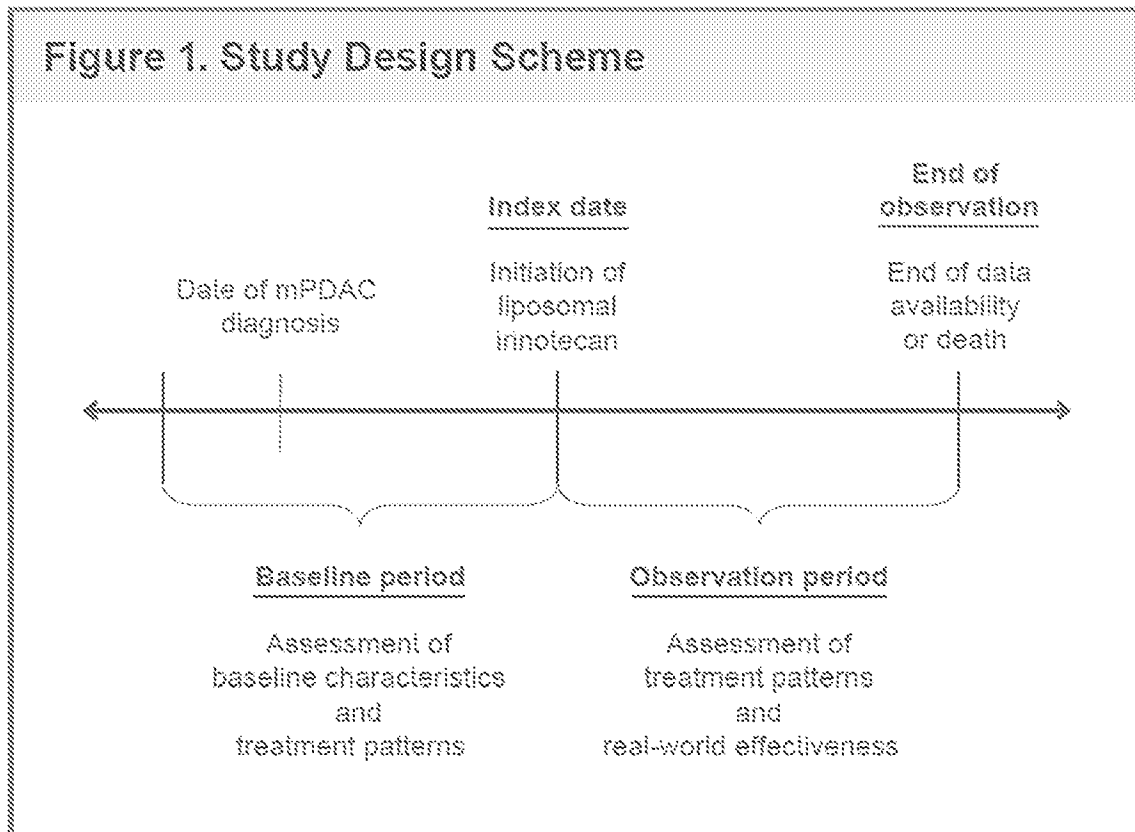 Figure 1. Study Design Scheme
Date of mPDAC
diagnosis
Index date
Initiation of
liposomal
irinotecan
End of
observation
End of data
availability
or death
Baseline period
Assessment of
baseline characteristics
and
treatment patterns
Observation period
Assessment of
treatment patterns
and
real-world effectiveness